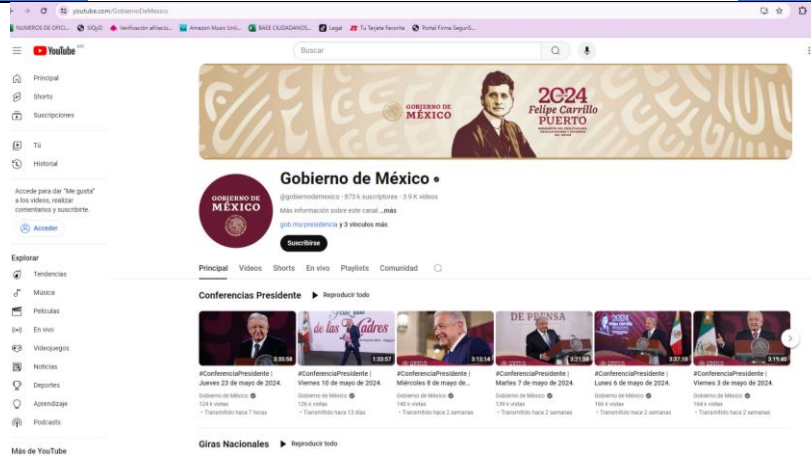 youtube.com/GobiernoDeMexico
NUMEROS DE OFICI...
SIQyD
Verificación afiliacio...
Amazon Music Unli...
BASE CIUDADANOS...
Legal
Tu Tarjeta Favorita
Portal Firma Seguri...
YouTube
Buscar
Principal
Shorts
Suscripciones
Tú
Historial
Accede para dar "Me gusta"
a los videos, realizar
comentarios y suscribirte.
Acceder
Explorar
Tendencias
Música
Películas
En vivo
Videojuegos
Noticias
Deportes
Aprendizaje
Podcasts
Más de YouTube
GOBIERNO DE
MÉXICO
2024
Felipe Carrillo
PUERTO
GOBIERNO DE
MÉXICO
Gobierno de México
@gobiernodemexico · 873 k suscriptores · 3.9 K videos
Más información sobre este canal ...más
gob.mx/presidencia y 3 vínculos más
Suscribirse
Principal Videos Shorts En vivo Playlists Comunidad
Conferencias Presidente Reproducir todo
3:35:58
de las Madres
1:33:57
3:13:14
DE PRENSA
3:21:58
2024
3:37:10
3:19:40
#ConferenciaPresidente |
Jueves 23 de mayo de 2024.
Gobierno de México
124 k vistas
• Transmitido hace 7 horas
#ConferenciaPresidente |
Viernes 10 de mayo de 2024.
Gobierno de México
126 k vistas
• Transmitido hace 13 días
#ConferenciaPresidente |
Miércoles 8 de mayo de...
Gobierno de México
140 k vistas
• Transmitido hace 2 semanas
#ConferenciaPresidente |
Martes 7 de mayo de 2024.
Gobierno de México
139 k vistas
• Transmitido hace 2 semanas
#ConferenciaPresidente |
Lunes 6 de mayo de 2024.
Gobierno de México
166 k vistas
• Transmitido hace 2 semanas
#ConferenciaPresidente |
Viernes 3 de mayo de 2024.
Gobierno de México
164 k vistas
• Transmitido hace 2 semanas
Giras Nacionales Reproducir todo